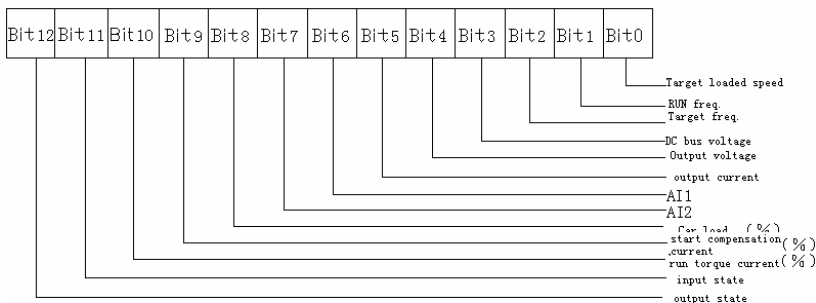 Bit12 Bit11 Bit10 Bit9 Bit8 Bit7 Bit6 Bit5 Bit4 Bit3 Bit2 Bit1 Bit0
Target loaded speed
RUN freq.
Target freq.
DC bus voltage
Output voltage
output current
AI1
AI2
Car load (%)
start compensation (%)
current
run torque current(%)
input state
output state